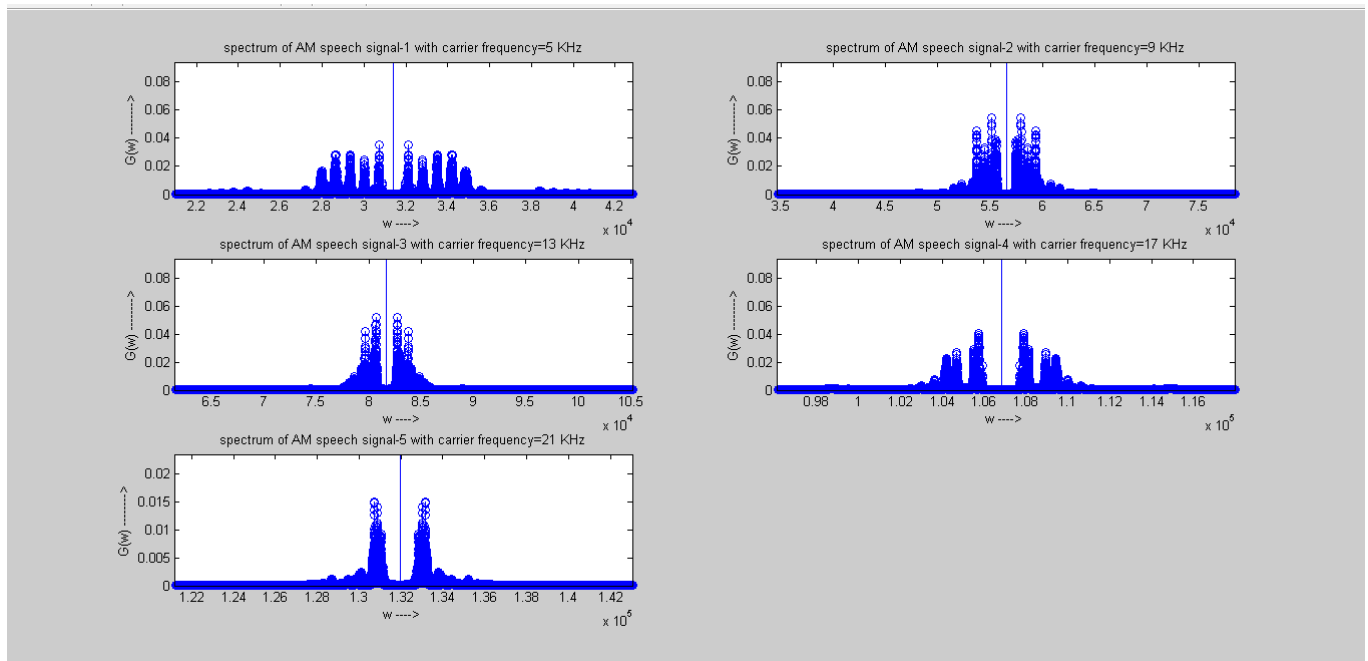 spectrum of AM speech signal-1 with carrier frequency=5 KHz
0.08
0.06
0.04
0.02
0
G(w) ------->
2.2 2.4 2.6 2.8 3 3.2 3.4 3.6 3.8 4 4.2
w ---->
x 10^4
spectrum of AM speech signal-2 with carrier frequency=9 KHz
0.08
0.06
0.04
0.02
0
G(w) ------->
3.5 4 4.5 5 5.5 6 6.5 7 7.5
w ---->
x 10^4
spectrum of AM speech signal-3 with carrier frequency=13 KHz
0.08
0.06
0.04
0.02
0
G(w) ------->
6.5 7 7.5 8 8.5 9 9.5 10 10.5
w ---->
x 10^4
spectrum of AM speech signal-4 with carrier frequency=17 KHz
0.08
0.06
0.04
0.02
0
G(w) ------->
0.98 1 1.02 1.04 1.06 1.08 1.1 1.12 1.14 1.16
w ---->
x 10^5
spectrum of AM speech signal-5 with carrier frequency=21 KHz
0.02
0.015
0.01
0.005
0
G(w) ------->
1.22 1.24 1.26 1.28 1.3 1.32 1.34 1.36 1.38 1.4 1.42
w ---->
x 10^5